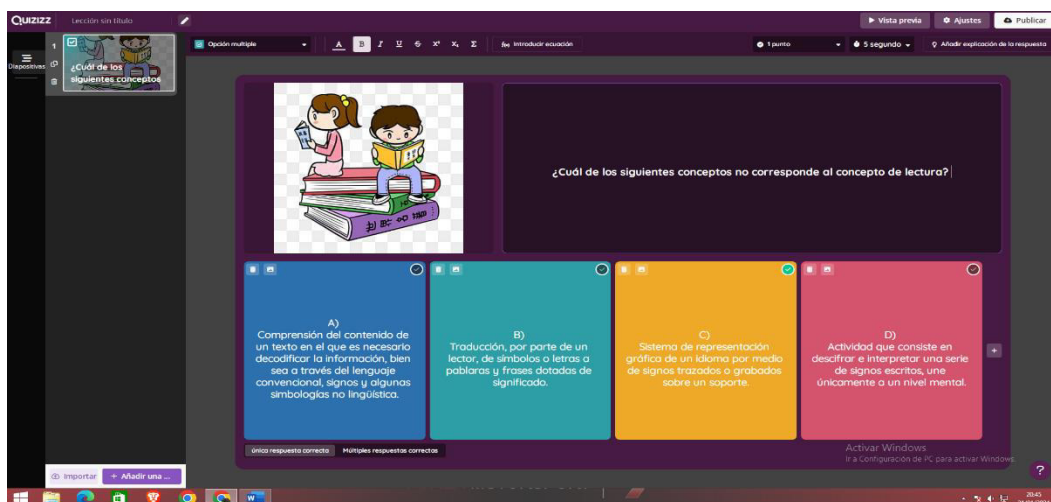 Quizizz Lección sin título Vista previa Ajustes Publicar
Opción multiple A B I U S X² X₂ Σ fₓ Introducir ecuación 1 punto 5 segundo Añadir explicación de la respuesta
Diapositivas
1
¿Cuál de los
siguientes conceptos
¿Cuál de los siguientes conceptos no corresponde al concepto de lectura?
A)
Comprensión del contenido de
un texto en el que es necesario
decodificar la información, bien
sea a través del lenguaje
convencional, signos y algunas
simbologías no lingüística.
B)
Traducción, por parte de un
lector, de símbolos o letras a
pablaras y frases dotadas de
significado.
C)
Sistema de representación
gráfica de un idioma por medio
de signos trazados o grabados
sobre un soporte.
D)
Actividad que consiste en
descifrar e interpretar una serie
de signos escritos, une
únicamente a un nivel mental.
única respuesta correcta Múltiples respuestas correctas
Activar Windows
Ir a Configuración de PC para activar Windows.
Importar + Añadir una ...
?
20:45